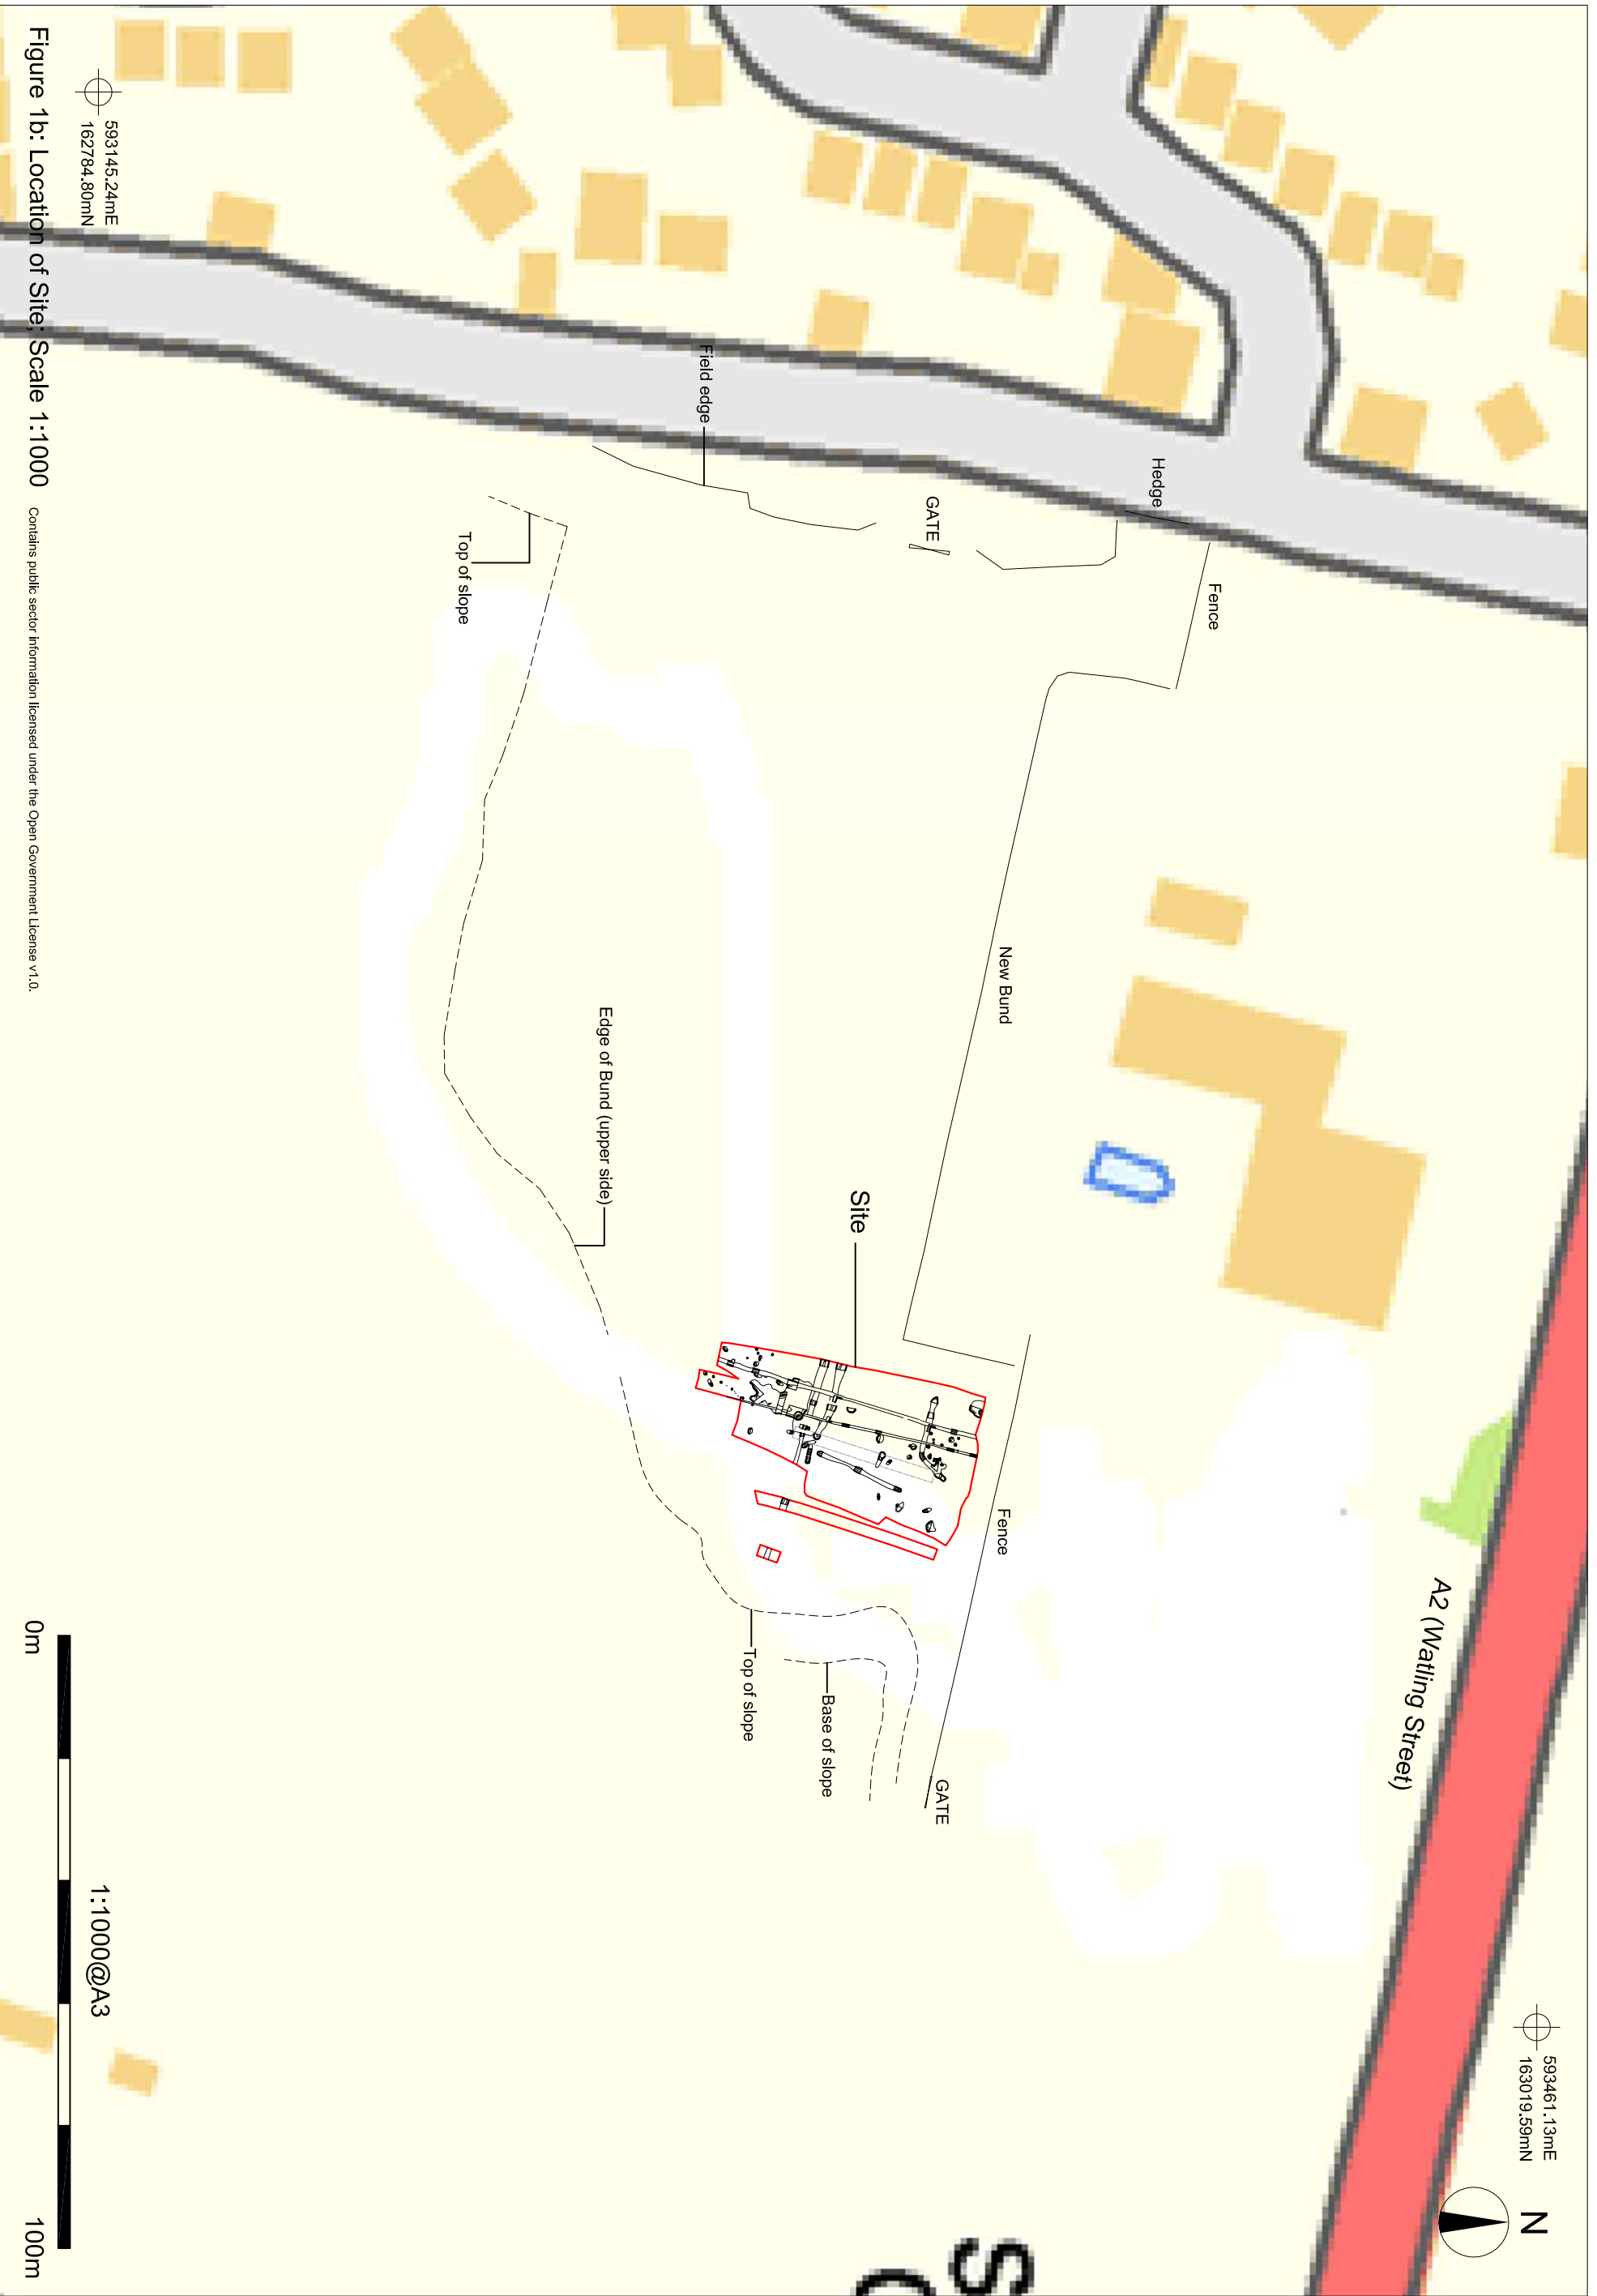 N
593461.13mE
163019.59mN
A2 (Watling Street)
Hedge
Fence
GATE
Field edge
New Bund
Fence
GATE
Site
Top of slope
Edge of Bund (upper side)
Base of slope
Top of slope
S
593145.24mE
162784.80mN
1:1000@A3
0m
100m
Figure 1b: Location of Site; Scale 1:1000
Contains public sector information licensed under the Open Government License v1.0.